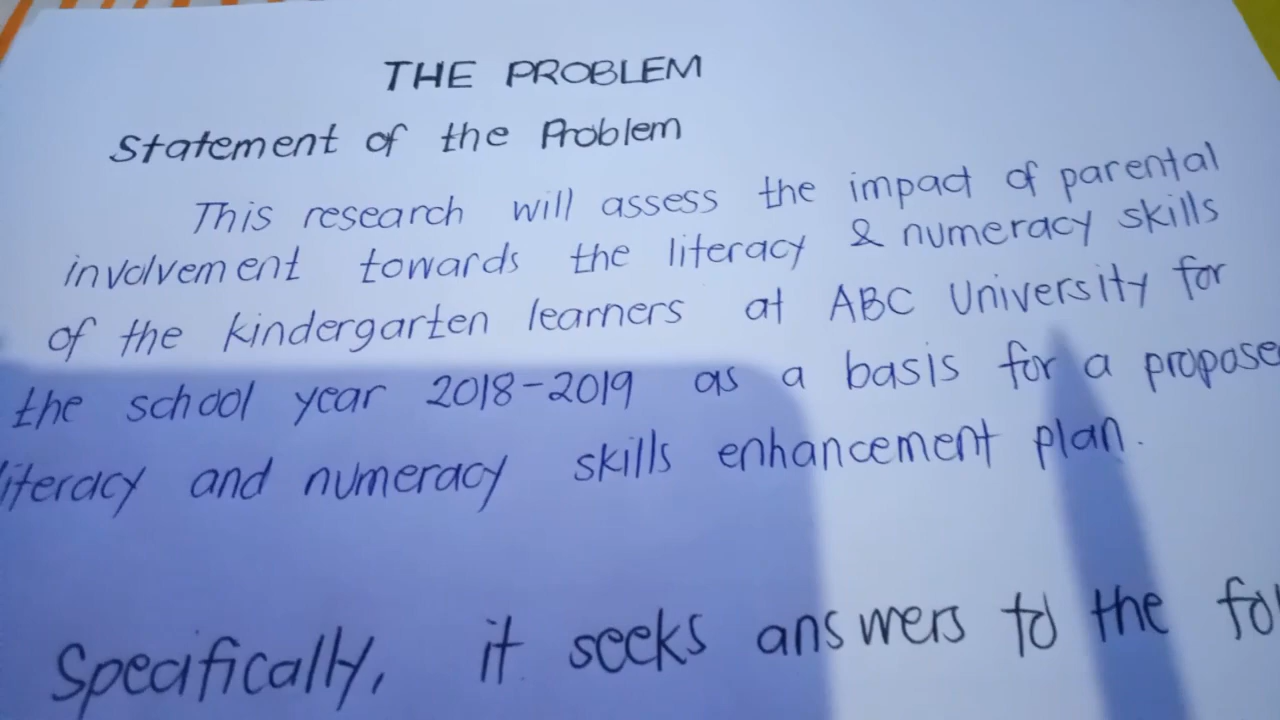 THE PROBLEM
Statement of the Problem
This research will assess the impact of parental
involvement towards the literacy & numeracy skills
of the kindergarten learners at ABC University for
the school year 2018-2019 as a basis for a propose
literacy and numeracy skills enhancement plan.
Specifically, it seeks answers to the fol